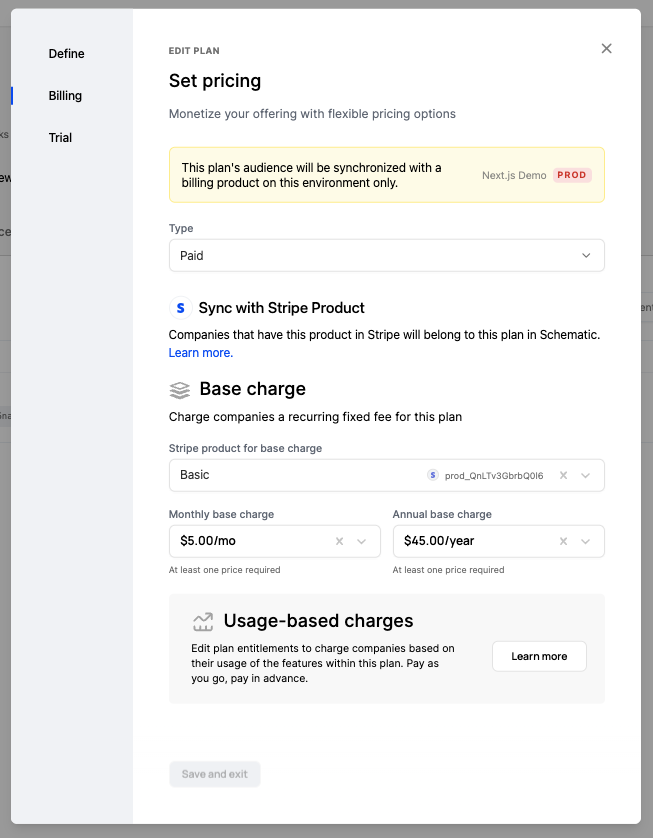 Define
Billing
Trial
EDIT PLAN
Set pricing
Monetize your offering with flexible pricing options
This plan's audience will be synchronized with a
billing product on this environment only.
Next.js Demo PROD
Type
Paid
S Sync with Stripe Product
Companies that have this product in Stripe will belong to this plan in Schematic.
Learn more.
Base charge
Charge companies a recurring fixed fee for this plan
Stripe product for base charge
Basic S prod_QnLTv3GbrbQ0l6
Monthly base charge Annual base charge
$5.00/mo $45.00/year
At least one price required At least one price required
Usage-based charges
Edit plan entitlements to charge companies based on
their usage of the features within this plan. Pay as
you go, pay in advance.
Learn more
Save and exit